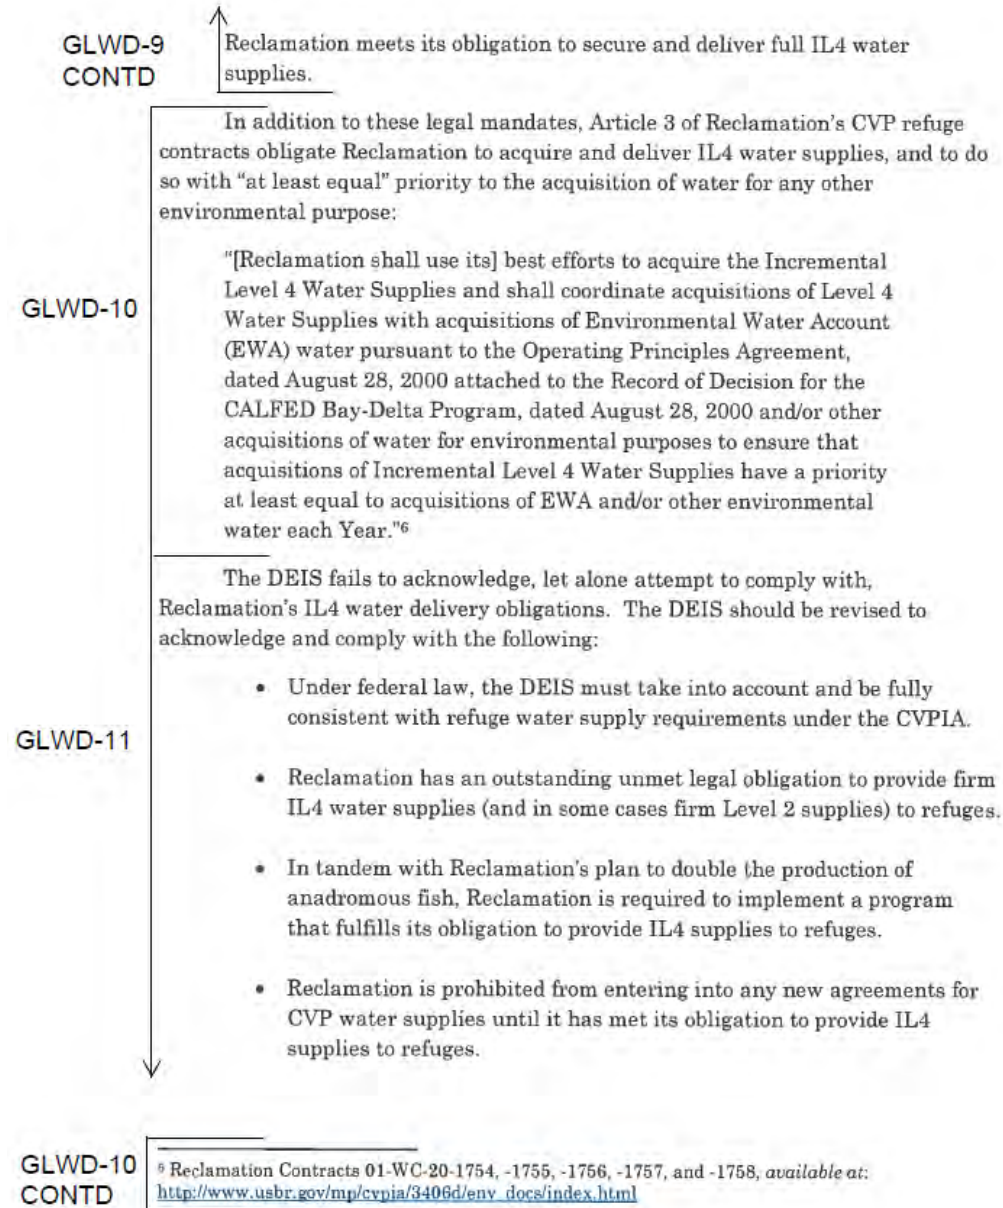 GLWD-9
CONTD
Reclamation meets its obligation to secure and deliver full IL4 water
supplies.
In addition to these legal mandates, Article 3 of Reclamation's CVP refuge
contracts obligate Reclamation to acquire and deliver IL4 water supplies, and to do
so with "at least equal" priority to the acquisition of water for any other
environmental purpose:
GLWD-10
"[Reclamation shall use its] best efforts to acquire the Incremental
Level 4 Water Supplies and shall coordinate acquisitions of Level 4
Water Supplies with acquisitions of Environmental Water Account
(EWA) water pursuant to the Operating Principles Agreement,
dated August 28, 2000 attached to the Record of Decision for the
CALFED Bay-Delta Program, dated August 28, 2000 and/or other
acquisitions of water for environmental purposes to ensure that
acquisitions of Incremental Level 4 Water Supplies have a priority
at least equal to acquisitions of EWA and/or other environmental
water each Year."6
The DEIS fails to acknowledge, let alone attempt to comply with,
Reclamation's IL4 water delivery obligations. The DEIS should be revised to
acknowledge and comply with the following:
GLWD-11
• Under federal law, the DEIS must take into account and be fully
consistent with refuge water supply requirements under the CVPIA.
• Reclamation has an outstanding unmet legal obligation to provide firm
IL4 water supplies (and in some cases firm Level 2 supplies) to refuges.
• In tandem with Reclamation's plan to double the production of
anadromous fish, Reclamation is required to implement a program
that fulfills its obligation to provide IL4 supplies to refuges.
• Reclamation is prohibited from entering into any new agreements for
CVP water supplies until it has met its obligation to provide IL4
supplies to refuges.
GLWD-10
CONTD
6 Reclamation Contracts 01-WC-20-1754, -1755, -1756, -1757, and -1758, available at:
http://www.usbr.gov/mp/cvpia/3406d/env_docs/index.html